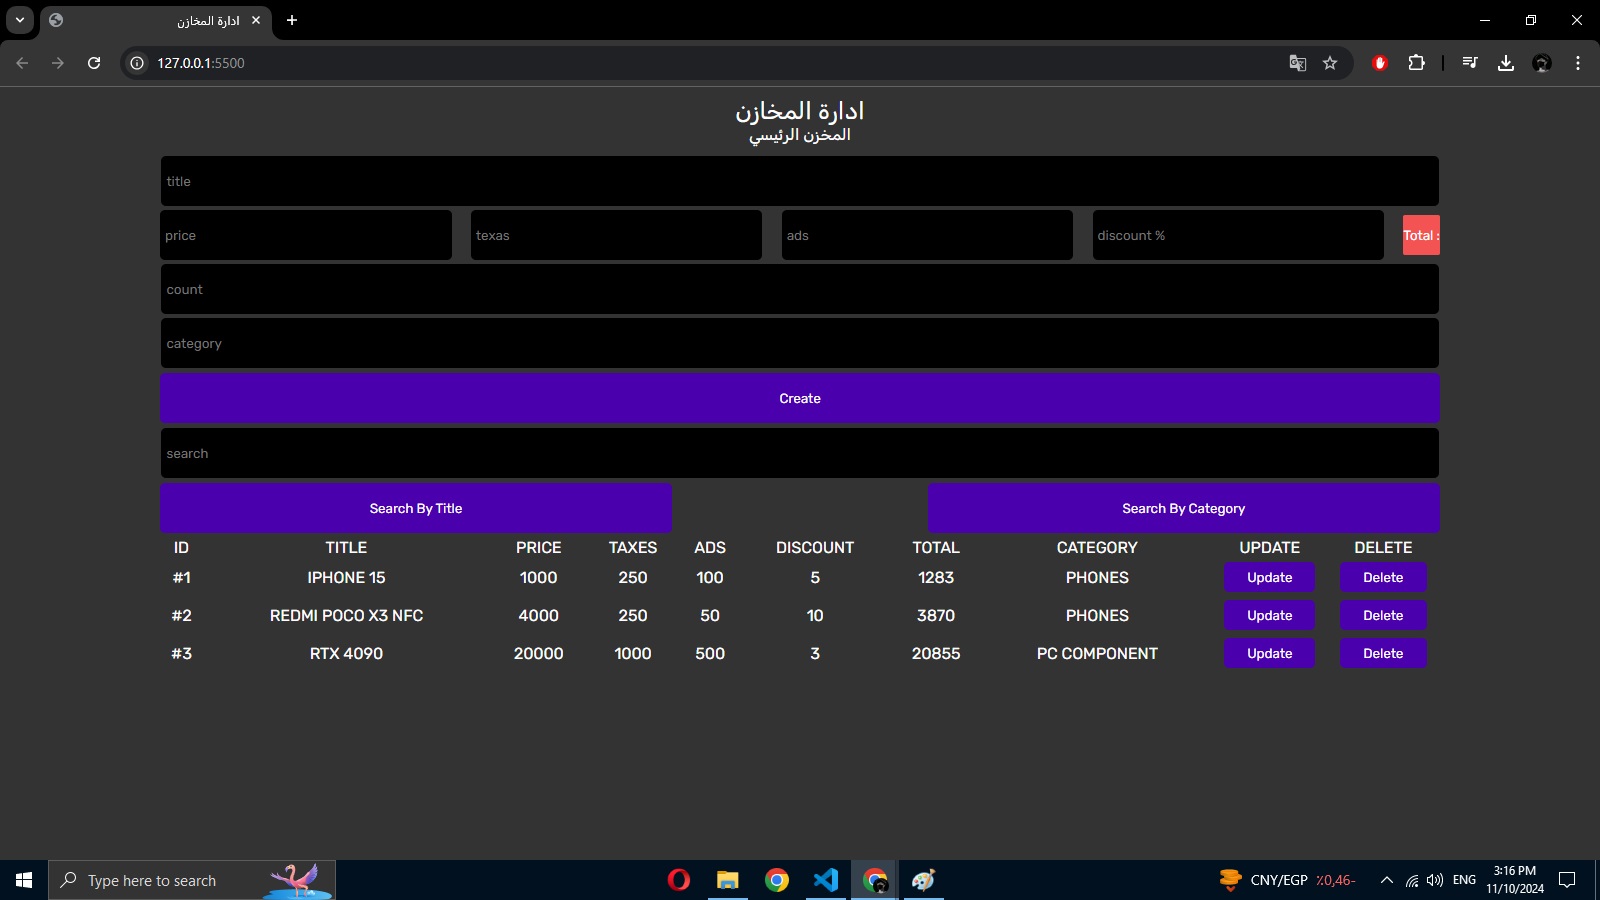 ادارة المخازن
127.0.0.1:5500
ادارة المخازن
المخزن الرئيسي
title
price texas ads discount % Total :
count
category
Create
search
Search By Title Search By Category
ID TITLE PRICE TAXES ADS DISCOUNT TOTAL CATEGORY UPDATE DELETE
#1 IPHONE 15 1000 250 100 5 1283 PHONES Update Delete
#2 REDMI POCO X3 NFC 4000 250 50 10 3870 PHONES Update Delete
#3 RTX 4090 20000 1000 500 3 20855 PC COMPONENT Update Delete
Type here to search CNY/EGP ٪0,46- ENG 3:16 PM
11/10/2024